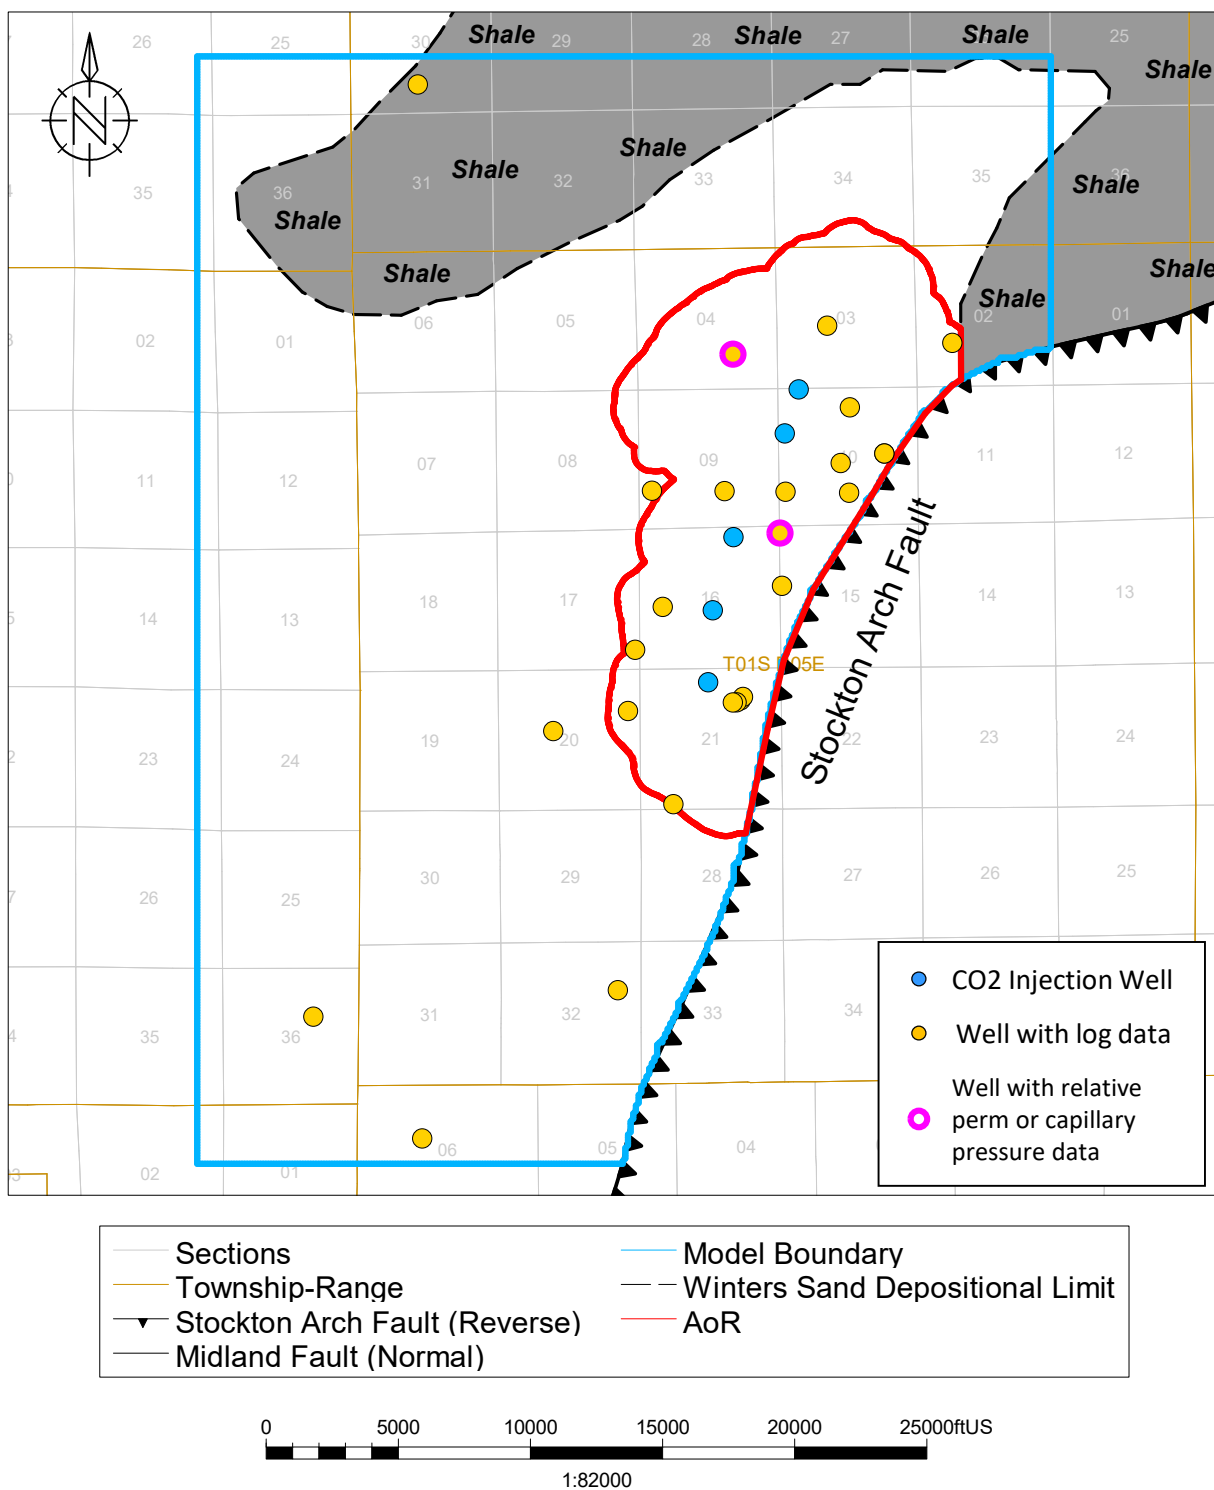 26 25 30 Shale 29 28 Shale 27 Shale 25
Shale
N
35 36 31 Shale 32 Shale 33 34 35 36
Shale
Shale
Shale Shale
Shale
02 01 06 05 04 03 02 01
11 12 07 08 09 10 11 12
14 13 18 17 16 15 14 13
T01S R05E
Stockton Arch Fault
23 24 19 20 21 22 23 24
26 25 30 29 28 27 26 25
35 36 31 32 33 34
02 01 06 05 04
CO2 Injection Well
Well with log data
Well with relative
perm or capillary
pressure data
Sections
Township-Range
Stockton Arch Fault (Reverse)
Midland Fault (Normal)
Model Boundary
Winters Sand Depositional Limit
AoR
0 5000 10000 15000 20000 25000ftUS
1:82000